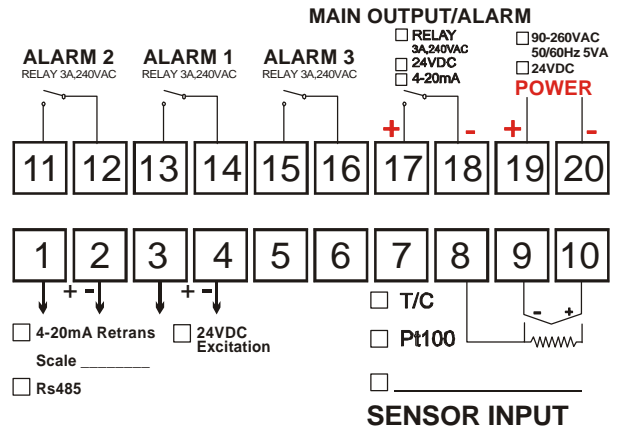 MAIN OUTPUT/ALARM
ALARM 2
RELAY 3A,240VAC
ALARM 1
RELAY 3A,240VAC
ALARM 3
RELAY 3A,240VAC
RELAY
3A,240VAC
24VDC
4-20mA
90-260VAC
50/60Hz 5VA
24VDC
POWER
+ - + -
11 12 13 14 15 16 17 18 19 20
1 2 3 4 5 6 7 8 9 10
+ - + -
- +
4-20mA Retrans
Scale ________
Rs485
24VDC
Excitation
T/C
Pt100
SENSOR INPUT